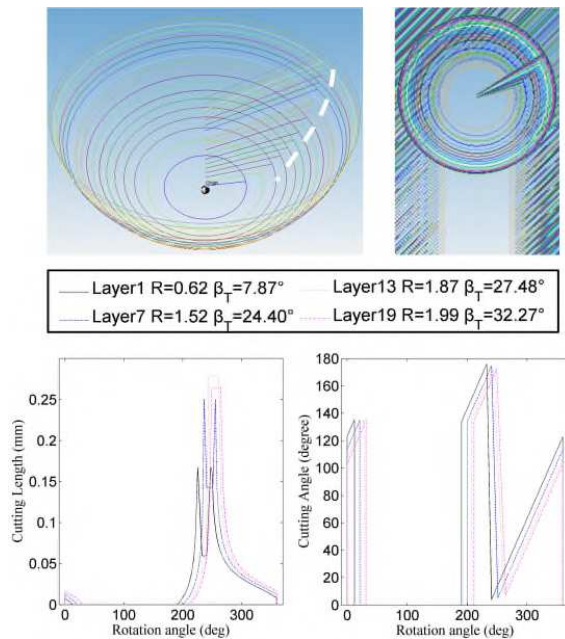 Layer1 R=0.62 β_T=7.87°
Layer13 R=1.87 β_T=27.48°
Layer7 R=1.52 β_T=24.40°
Layer19 R=1.99 β_T=32.27°
Cutting Length (mm)
0.25
0.2
0.15
0.1
0.05
0
0 100 200 300
Rotation angle (deg)
Cutting Angle (degree)
180
160
140
120
100
80
60
40
20
0
0 100 200 300
Rotation angle (deg)